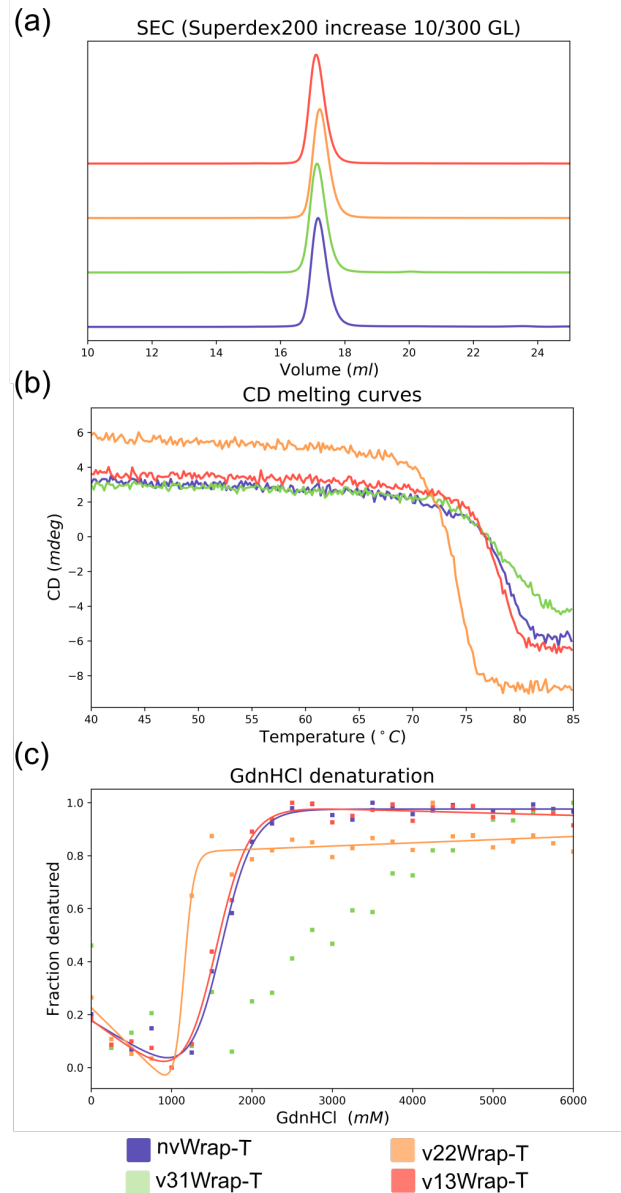 (a)
SEC (Superdex200 increase 10/300 GL)
10 12 14 16 18 20 22 24
Volume (ml)
(b)
CD melting curves
6
4
2
0
−2
−4
−6
−8
CD (mdeg)
40 45 50 55 60 65 70 75 80 85
Temperature (°C)
(c)
GdnHCl denaturation
1.0
0.8
0.6
0.4
0.2
0.0
Fraction denatured
0 1000 2000 3000 4000 5000 6000
GdnHCl (mM)
nvWrap-T v22Wrap-T
v31Wrap-T v13Wrap-T